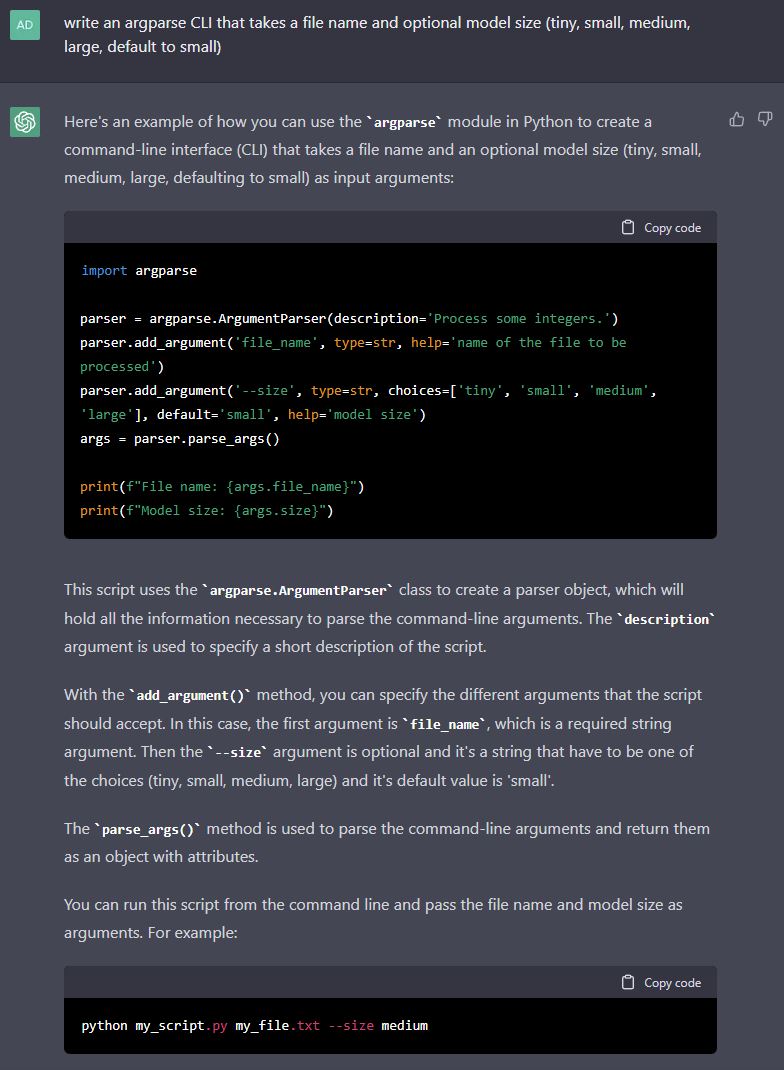 AD
write an argparse CLI that takes a file name and optional model size (tiny, small, medium,
large, default to small)
Here's an example of how you can use the `argparse` module in Python to create a
command-line interface (CLI) that takes a file name and an optional model size (tiny, small,
medium, large, defaulting to small) as input arguments:
Copy code
import argparse
parser = argparse.ArgumentParser(description='Process some integers.')
parser.add_argument('file_name', type=str, help='name of the file to be
processed')
parser.add_argument('--size', type=str, choices=['tiny', 'small', 'medium',
'large'], default='small', help='model size')
args = parser.parse_args()
print(f"File name: {args.file_name}")
print(f"Model size: {args.size}")
This script uses the `argparse.ArgumentParser` class to create a parser object, which will
hold all the information necessary to parse the command-line arguments. The `description`
argument is used to specify a short description of the script.
With the `add_argument()` method, you can specify the different arguments that the script
should accept. In this case, the first argument is `file_name`, which is a required string
argument. Then the `--size` argument is optional and it's a string that have to be one of
the choices (tiny, small, medium, large) and it's default value is 'small'.
The `parse_args()` method is used to parse the command-line arguments and return them
as an object with attributes.
You can run this script from the command line and pass the file name and model size as
arguments. For example:
Copy code
python my_script.py my_file.txt --size medium